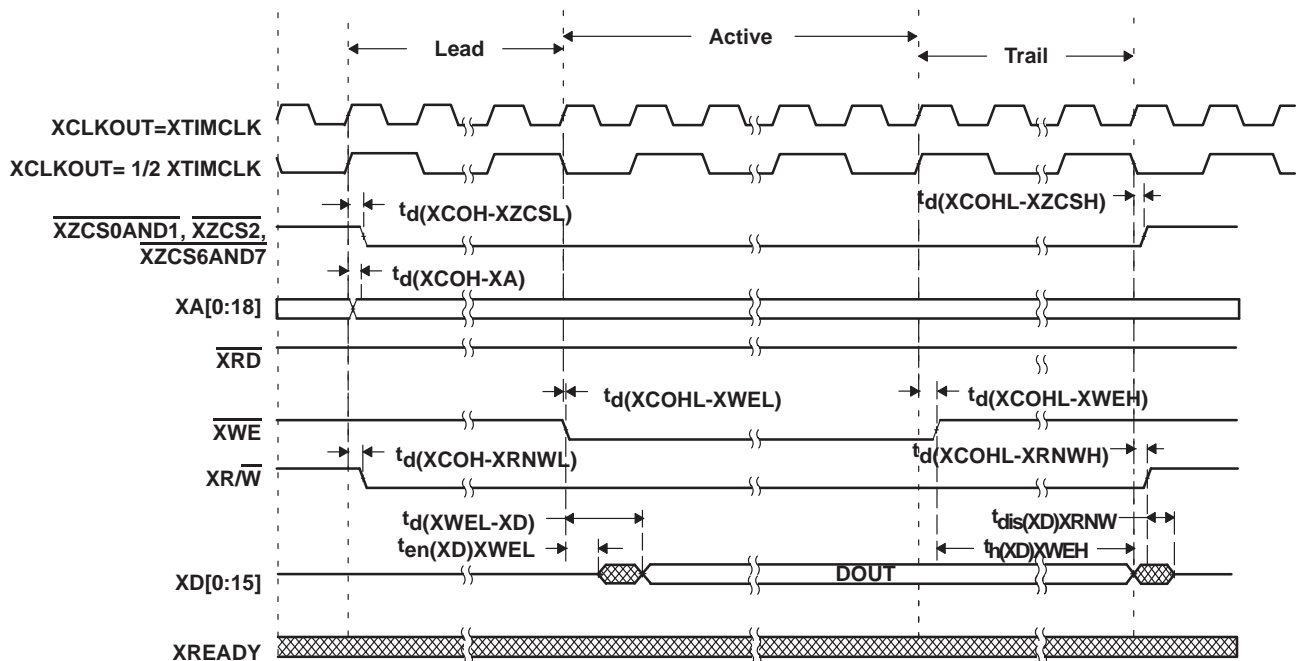 Lead
Active
Trail
XCLKOUT=XTIMCLK
XCLKOUT= 1/2 XTIMCLK
td(XCOH-XZCSL)
td(XCOHL-XZCSH)
XZCS0AND1, XZCS2,
XZCS6AND7
td(XCOH-XA)
XA[0:18]
XRD
td(XCOHL-XWEL)
td(XCOHL-XWEH)
XWE
td(XCOH-XRNWL)
td(XCOHL-XRNWH)
XR/W
td(XWEL-XD)
tdis(XD)XRNW
ten(XD)XWEL
th(XD)XWEH
XD[0:15]
DOUT
XREADY